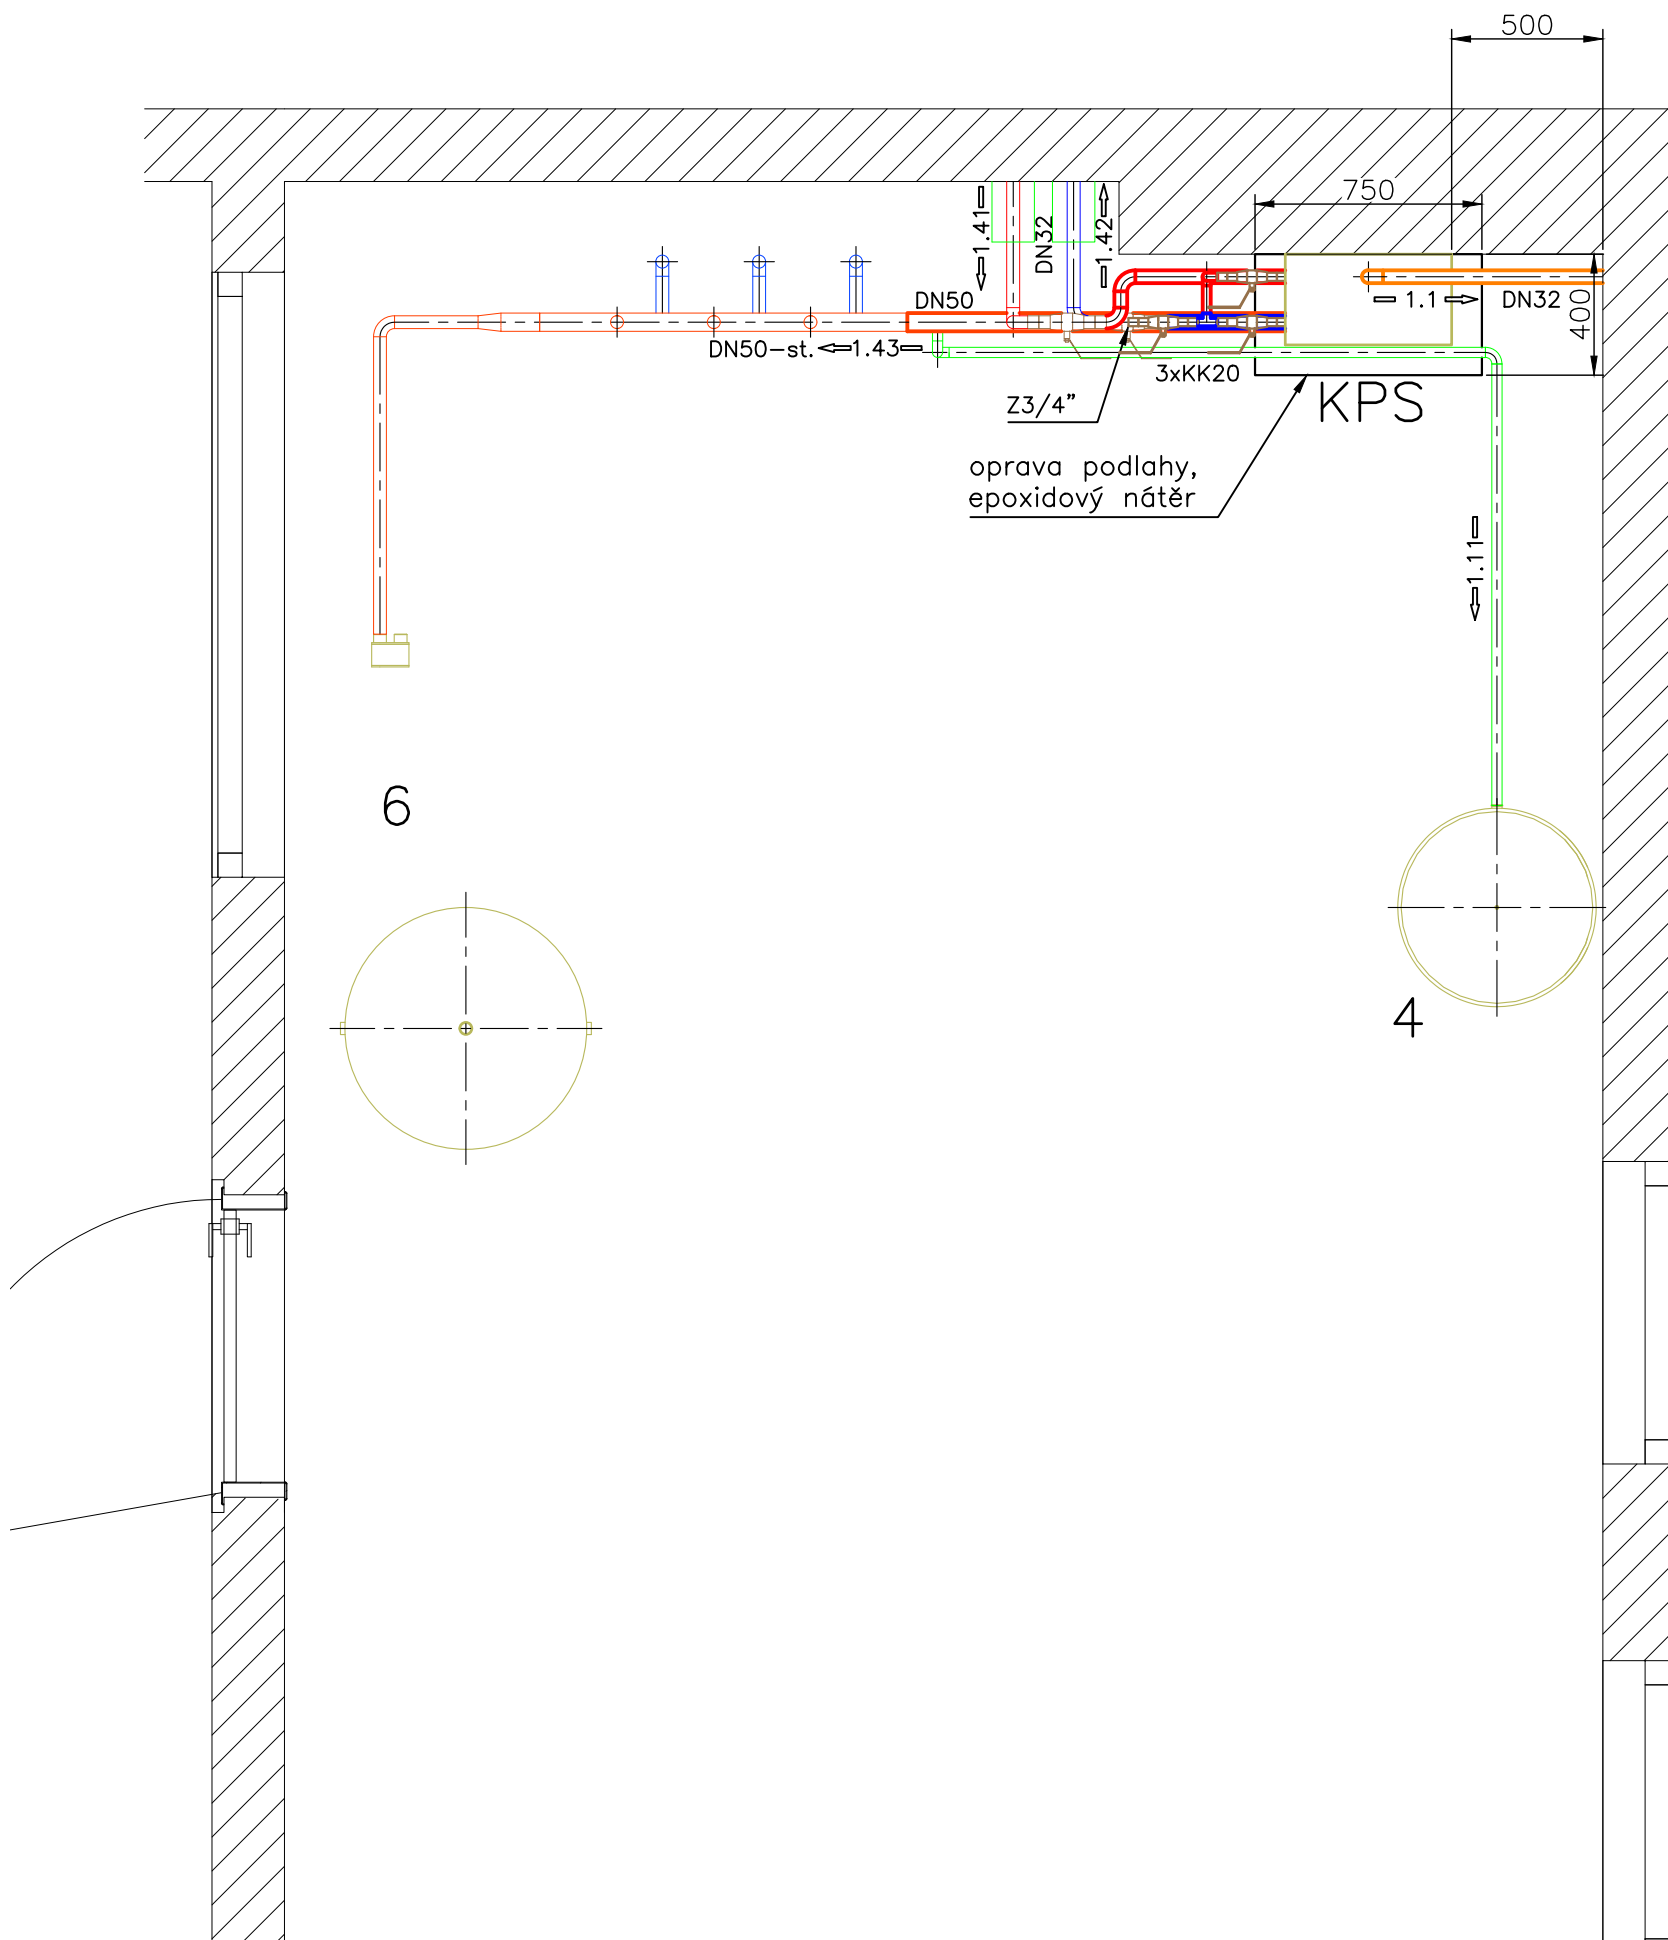 500
750
1.41
DN32
1.42
DN50
1.1
DN32
400
DN50-st.
1.43
3xKK20
Z3/4"
KPS
oprava podlahy,
epoxidový nátěr
1.11
6
4